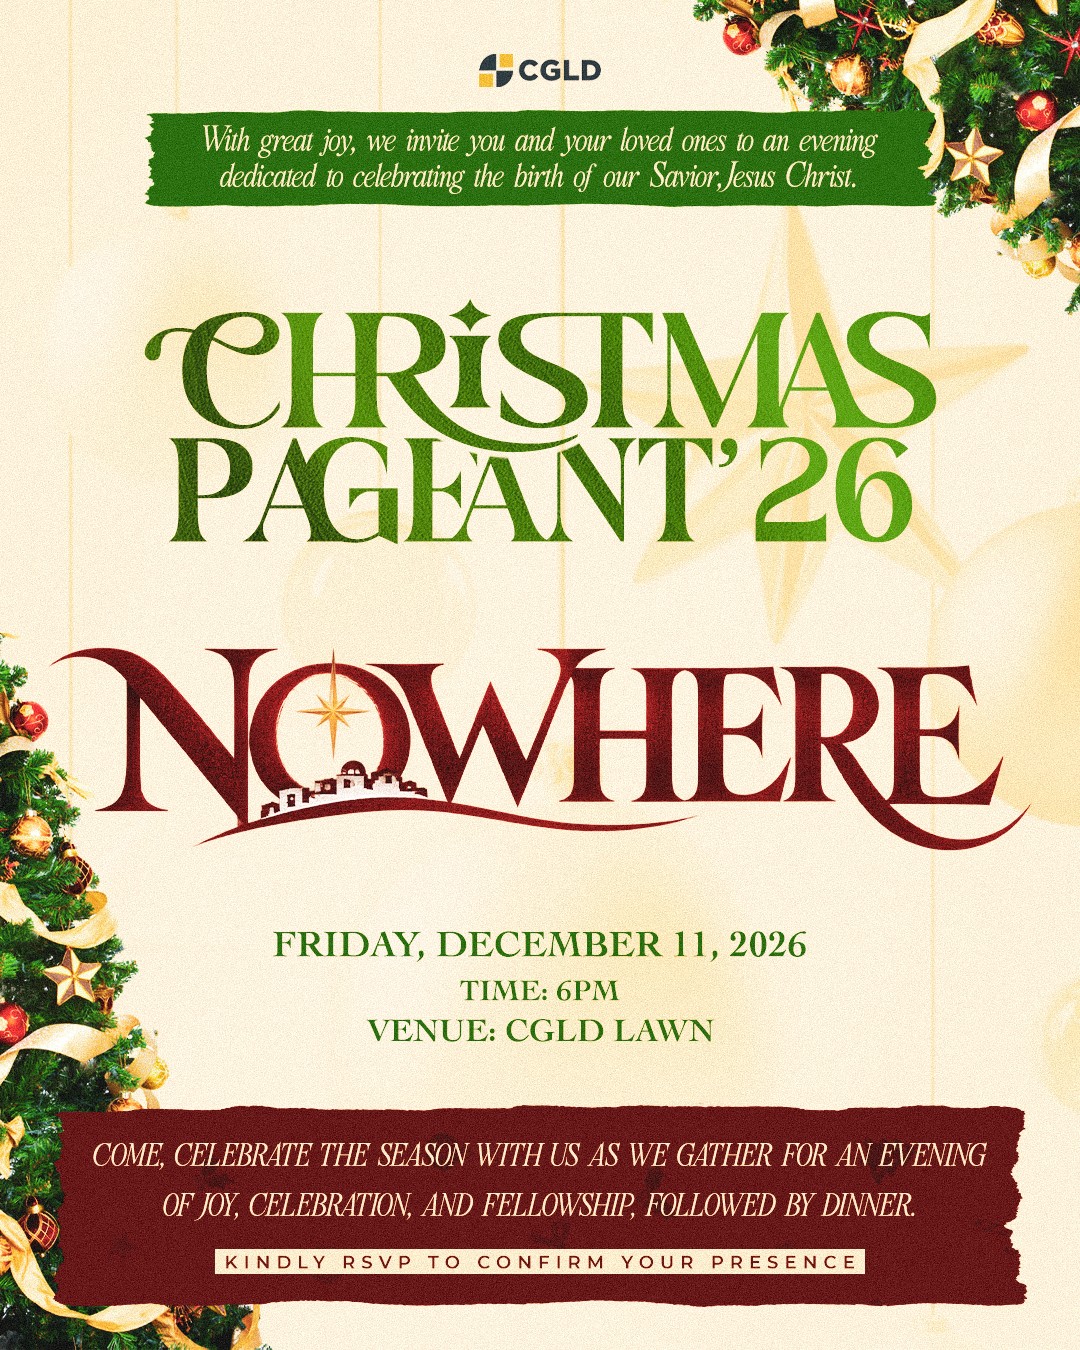 CGLD
With great joy, we invite you and your loved ones to an evening
dedicated to celebrating the birth of our Savior,Jesus Christ.
CHRiSTMAS
PAGEANT'26
NOWHERE
FRIDAY, DECEMBER 11, 2026
TIME: 6PM
VENUE: CGLD LAWN
COME, CELEBRATE THE SEASON WITH US AS WE GATHER FOR AN EVENING
OF JOY, CELEBRATION, AND FELLOWSHIP, FOLLOWED BY DINNER.
KINDLY RSVP TO CONFIRM YOUR PRESENCE